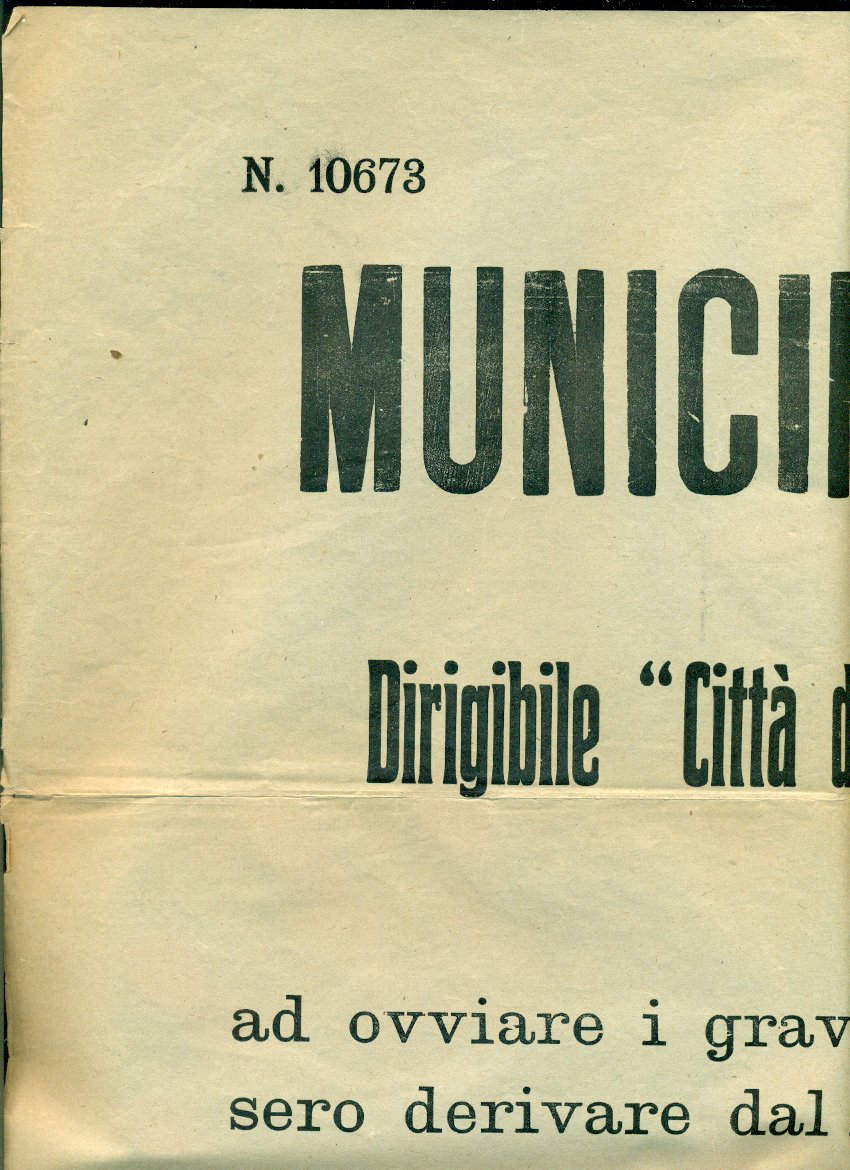 N. 10673
MUNICI
Dirigibile “Città d
ad ovviare i grav
sero derivare dal